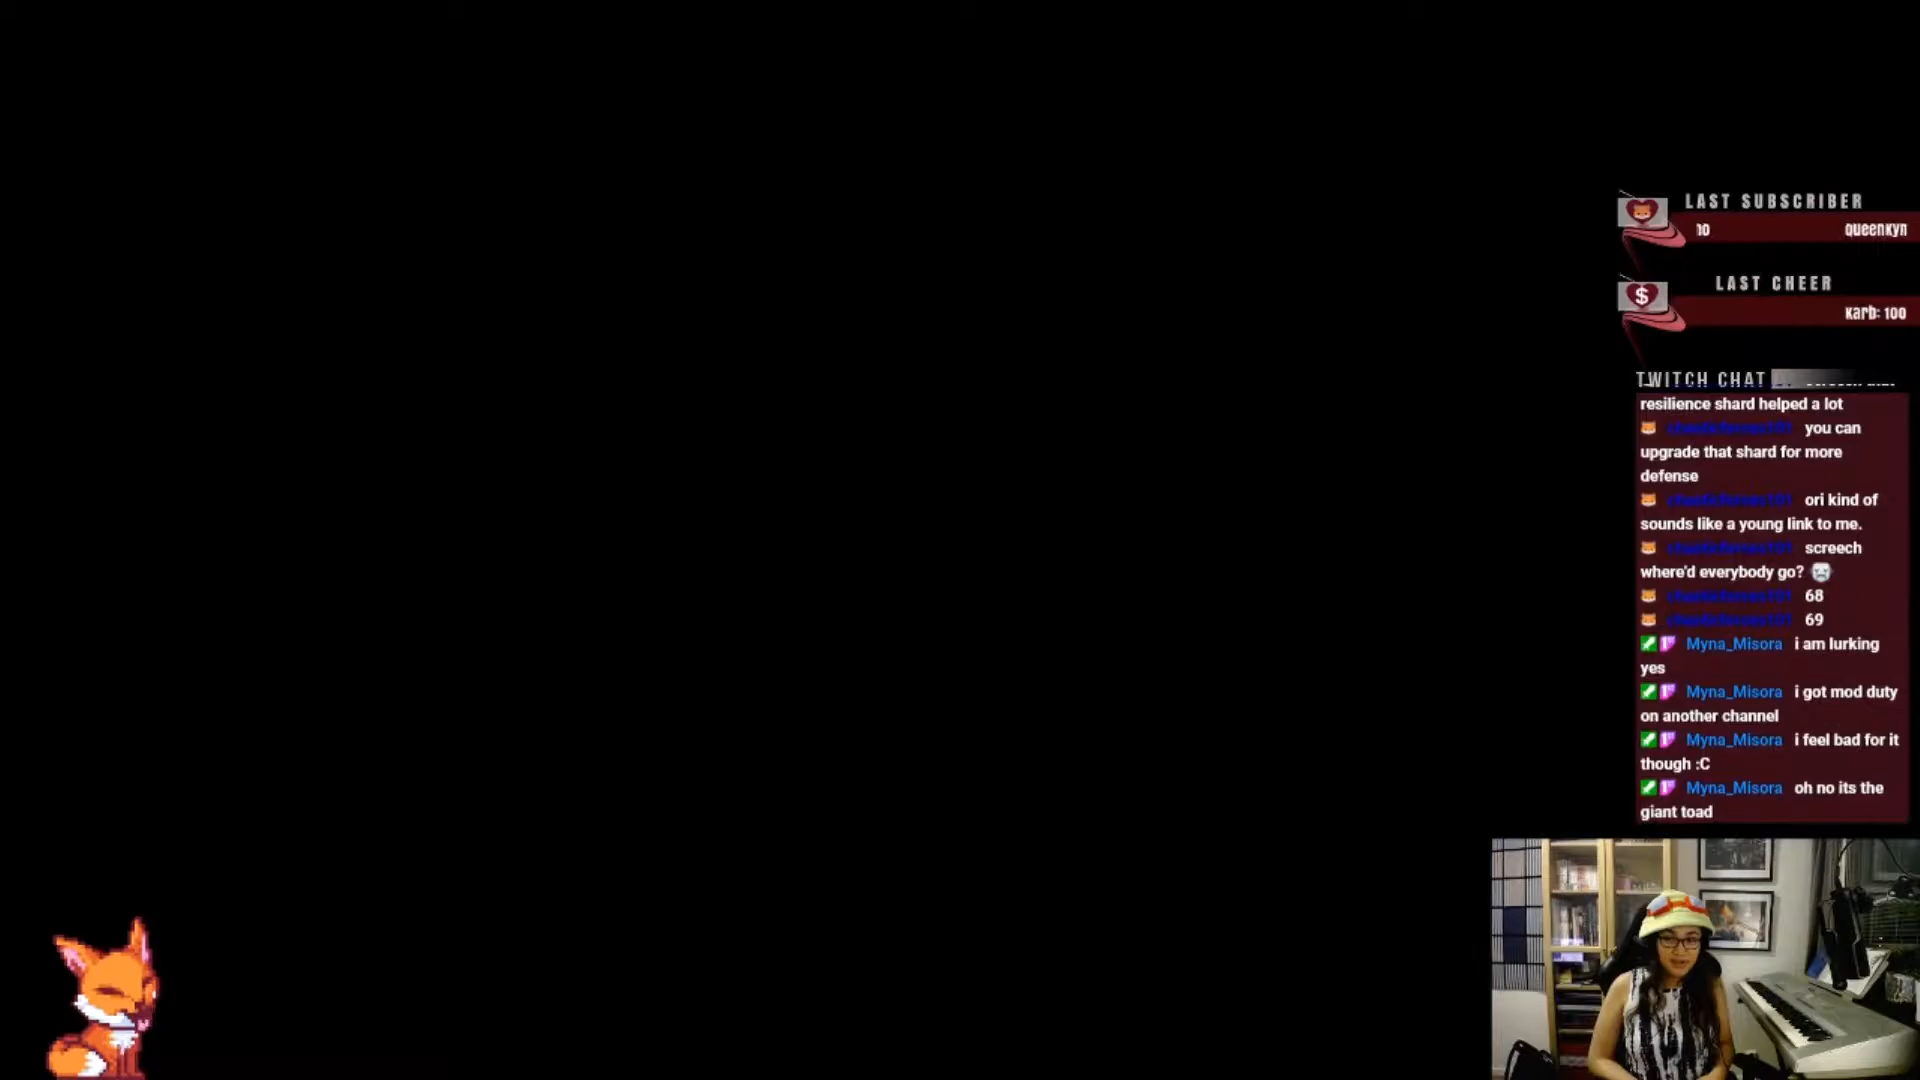 LAST SUBSCRIBER
queenkyn
LAST CHEER
Karb: 100
TWITCH CHAT
resilience shard helped a lot
you can
upgrade that shard for more
defense
ori kind of
sounds like a young link to me.
screech
where'd everybody go?
68
69
Myna_Misora i am lurking
yes
Myna_Misora i got mod duty
on another channel
Myna_Misora i feel bad for it
though :C
Myna_Misora oh no its the
giant toad